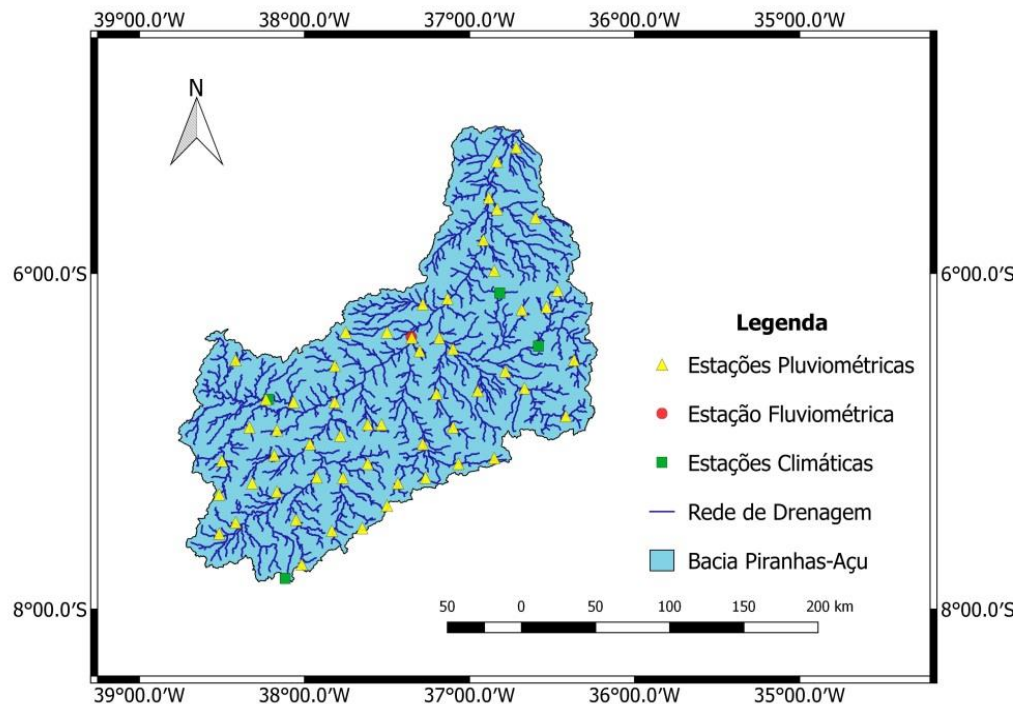 39°00.0′W 38°00.0′W 37°00.0′W 36°00.0′W 35°00.0′W
N
6°00.0′S 6°00.0′S
Legenda
Estações Pluviométricas
Estação Fluviométrica
Estações Climáticas
Rede de Drenagem
Bacia Piranhas-Açu
50 0 50 100 150 200 km
8°00.0′S 8°00.0′S
39°00.0′W 38°00.0′W 37°00.0′W 36°00.0′W 35°00.0′W